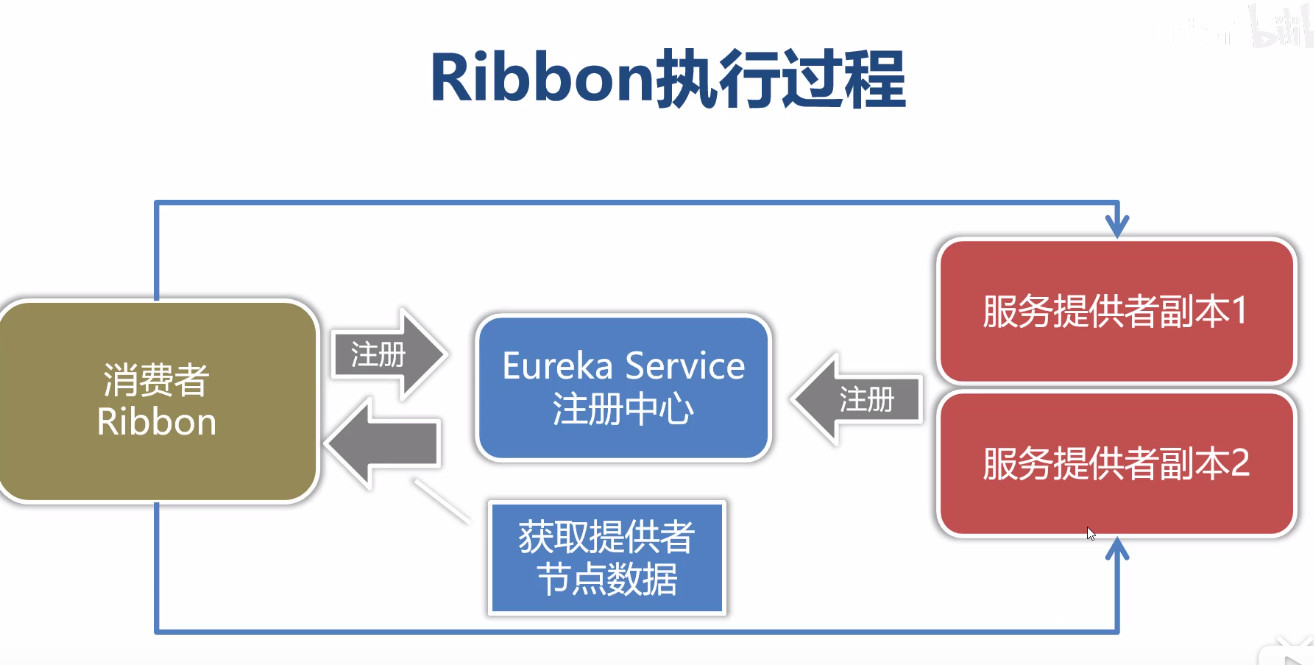 Ribbon执行过程
消费者
Ribbon
注册
Eureka Service
注册中心
注册
服务提供者副本1
服务提供者副本2
获取提供者
节点数据